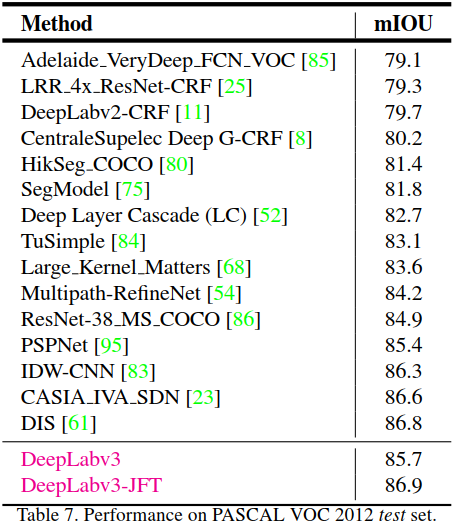 Method mIOU
Adelaide_VeryDeep_FCN_VOC [85] 79.1
LRR_4x_ResNet-CRF [25] 79.3
DeepLabv2-CRF [11] 79.7
CentraleSupelec Deep G-CRF [8] 80.2
HikSeg_COCO [80] 81.4
SegModel [75] 81.8
Deep Layer Cascade (LC) [52] 82.7
TuSimple [84] 83.1
Large_Kernel_Matters [68] 83.6
Multipath-RefineNet [54] 84.2
ResNet-38_MS_COCO [86] 84.9
PSPNet [95] 85.4
IDW-CNN [83] 86.3
CASIA_IVA_SDN [23] 86.6
DIS [61] 86.8
DeepLabv3 85.7
DeepLabv3-JFT 86.9
Table 7. Performance on PASCAL VOC 2012 test set.